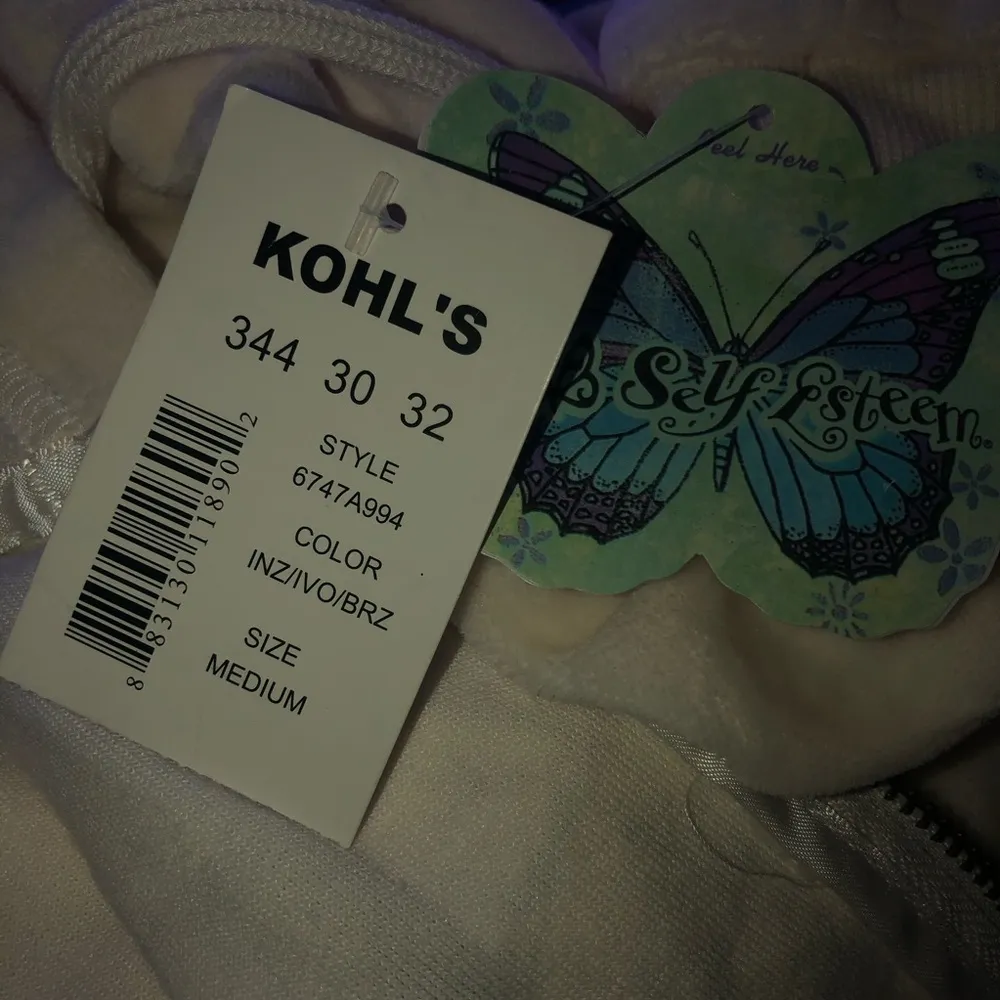 KOHL'S
344 30 32
STYLE
6747A994
COLOR
INZ/IVO/BRZ
SIZE
MEDIUM
8 83130 11890 2
Peel Here
Self Esteem.